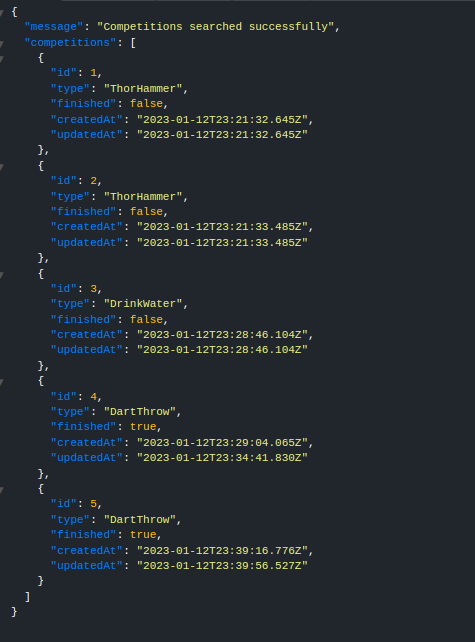 {
"message": "Competitions searched successfully",
"competitions": [
{
"id": 1,
"type": "ThorHammer",
"finished": false,
"createdAt": "2023-01-12T23:21:32.645Z",
"updatedAt": "2023-01-12T23:21:32.645Z"
},
{
"id": 2,
"type": "ThorHammer",
"finished": false,
"createdAt": "2023-01-12T23:21:33.485Z",
"updatedAt": "2023-01-12T23:21:33.485Z"
},
{
"id": 3,
"type": "DrinkWater",
"finished": false,
"createdAt": "2023-01-12T23:28:46.104Z",
"updatedAt": "2023-01-12T23:28:46.104Z"
},
{
"id": 4,
"type": "DartThrow",
"finished": true,
"createdAt": "2023-01-12T23:29:04.065Z",
"updatedAt": "2023-01-12T23:34:41.830Z"
},
{
"id": 5,
"type": "DartThrow",
"finished": true,
"createdAt": "2023-01-12T23:39:16.776Z",
"updatedAt": "2023-01-12T23:39:56.527Z"
}
]
}